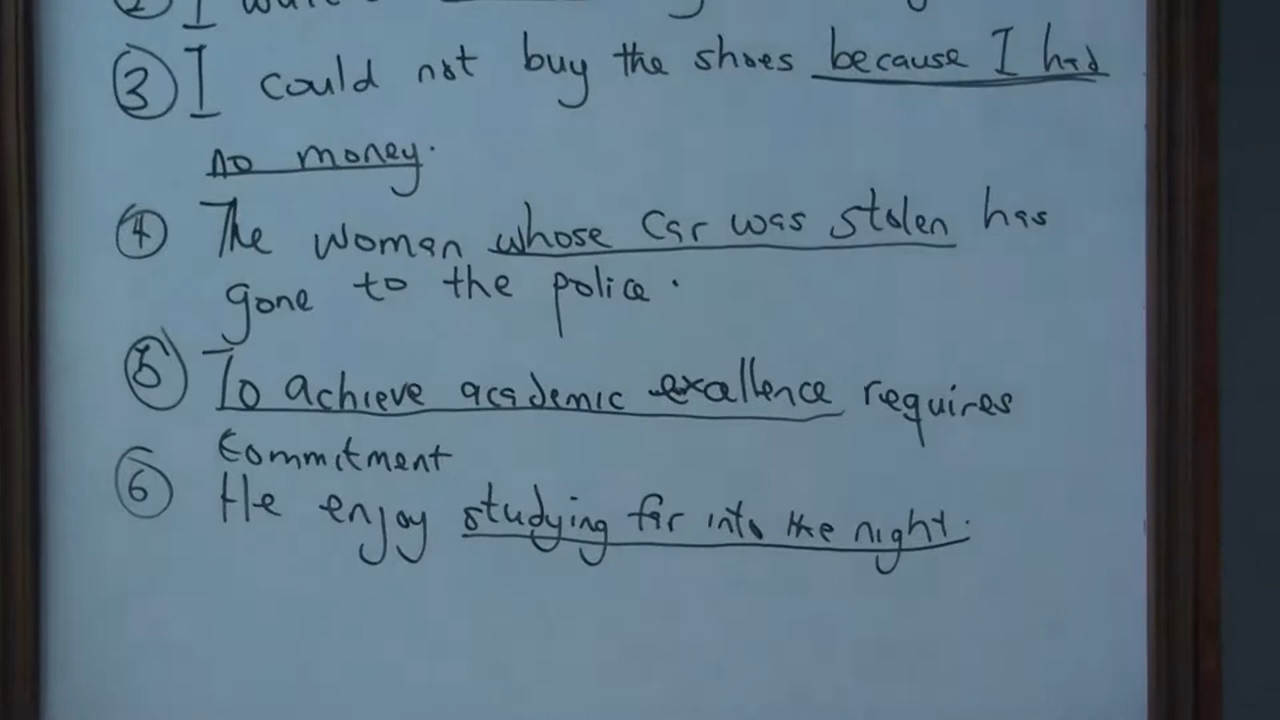 ③ I could not buy the shoes because I had
no money.
④ The woman whose car was stolen has
gone to the police.
⑤ To achieve academic excellence requires
commitment
⑥ He enjoy studying far into the night.